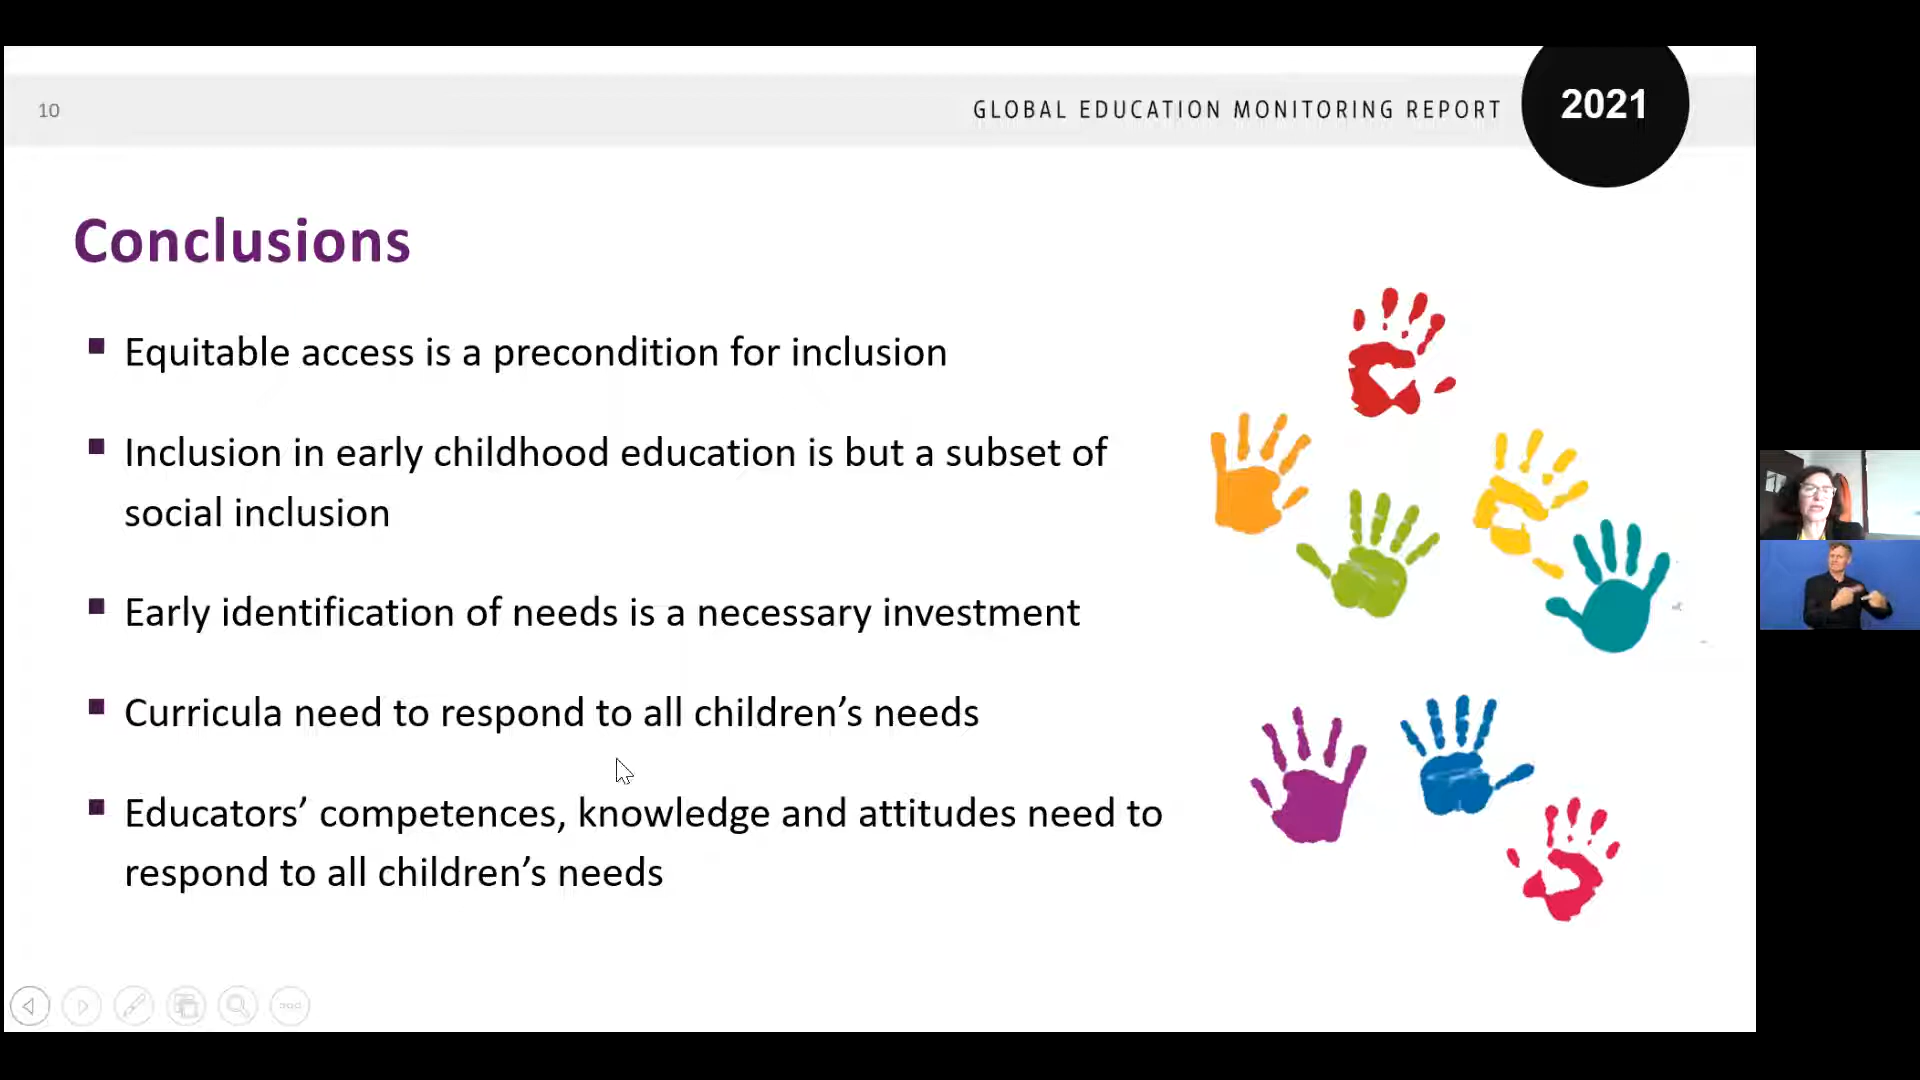 10
GLOBAL EDUCATION MONITORING REPORT
2021
Conclusions
▪ Equitable access is a precondition for inclusion
▪ Inclusion in early childhood education is but a subset of
social inclusion
▪ Early identification of needs is a necessary investment
▪ Curricula need to respond to all children’s needs
▪ Educators’ competences, knowledge and attitudes need to
respond to all children’s needs